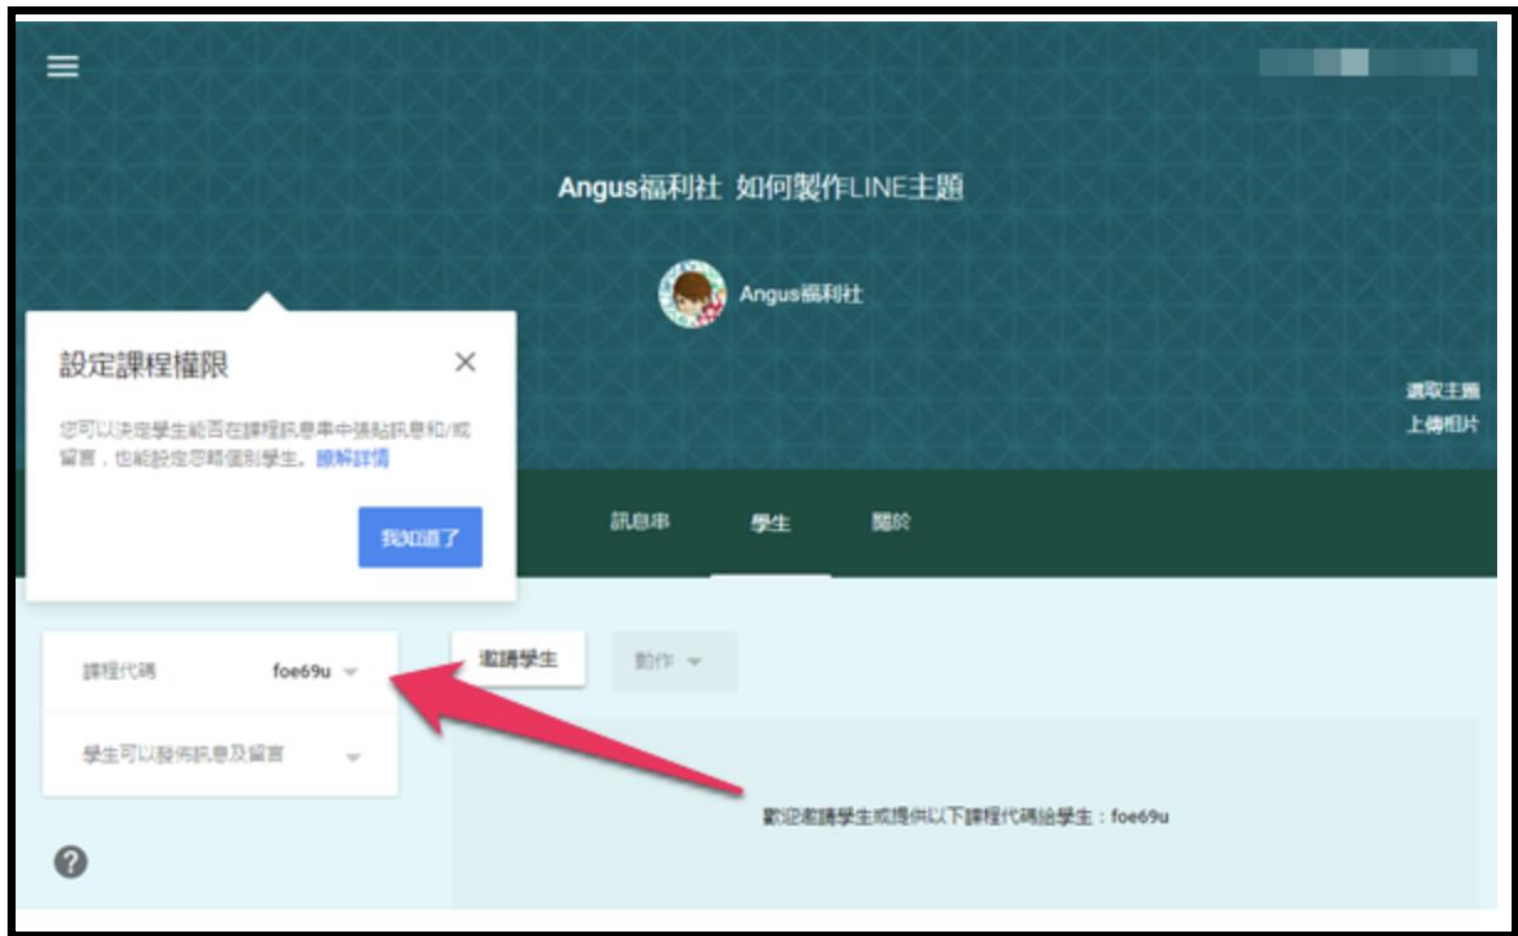 Angus福利社 如何製作LINE主題
Angus福利社
設定課程權限
您可以決定學生能否在課程訊息串中張貼訊息和/或
留言，也能設定忽略個別學生。瞭解詳情
我知道了
選取主題
上傳相片
訊息串
學生
關於
課程代碼
foe69u
邀請學生
動作
學生可以發佈訊息及留言
歡迎邀請學生或提供以下課程代碼給學生：foe69u
?